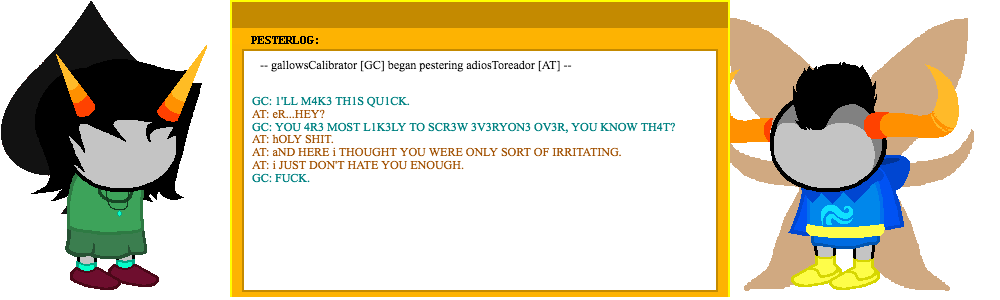 PESTERLOG:
-- gallowsCalibrator [GC] began pestering adiosToreador [AT] --
GC: 1'LL M4K3 TH1S QU1CK.
AT: eR...HEY?
GC: YOU 4R3 MOST L1K3LY TO SCR3W 3V3RYON3 OV3R, YOU KNOW TH4T?
AT: hOLY SHIT.
AT: aND HERE i THOUGHT YOU WERE ONLY SORT OF IRRITATING.
AT: i JUST DON'T HATE YOU ENOUGH.
GC: FUCK.